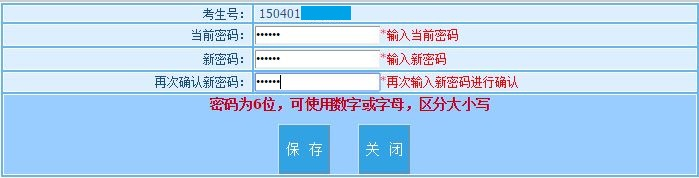 考生号： 150401
当前密码： •••••• *输入当前密码
新密码： •••••• *输入新密码
再次确认新密码： •••••• *再次输入新密码进行确认
密码为6位，可使用数字或字母，区分大小写
保 存 关 闭